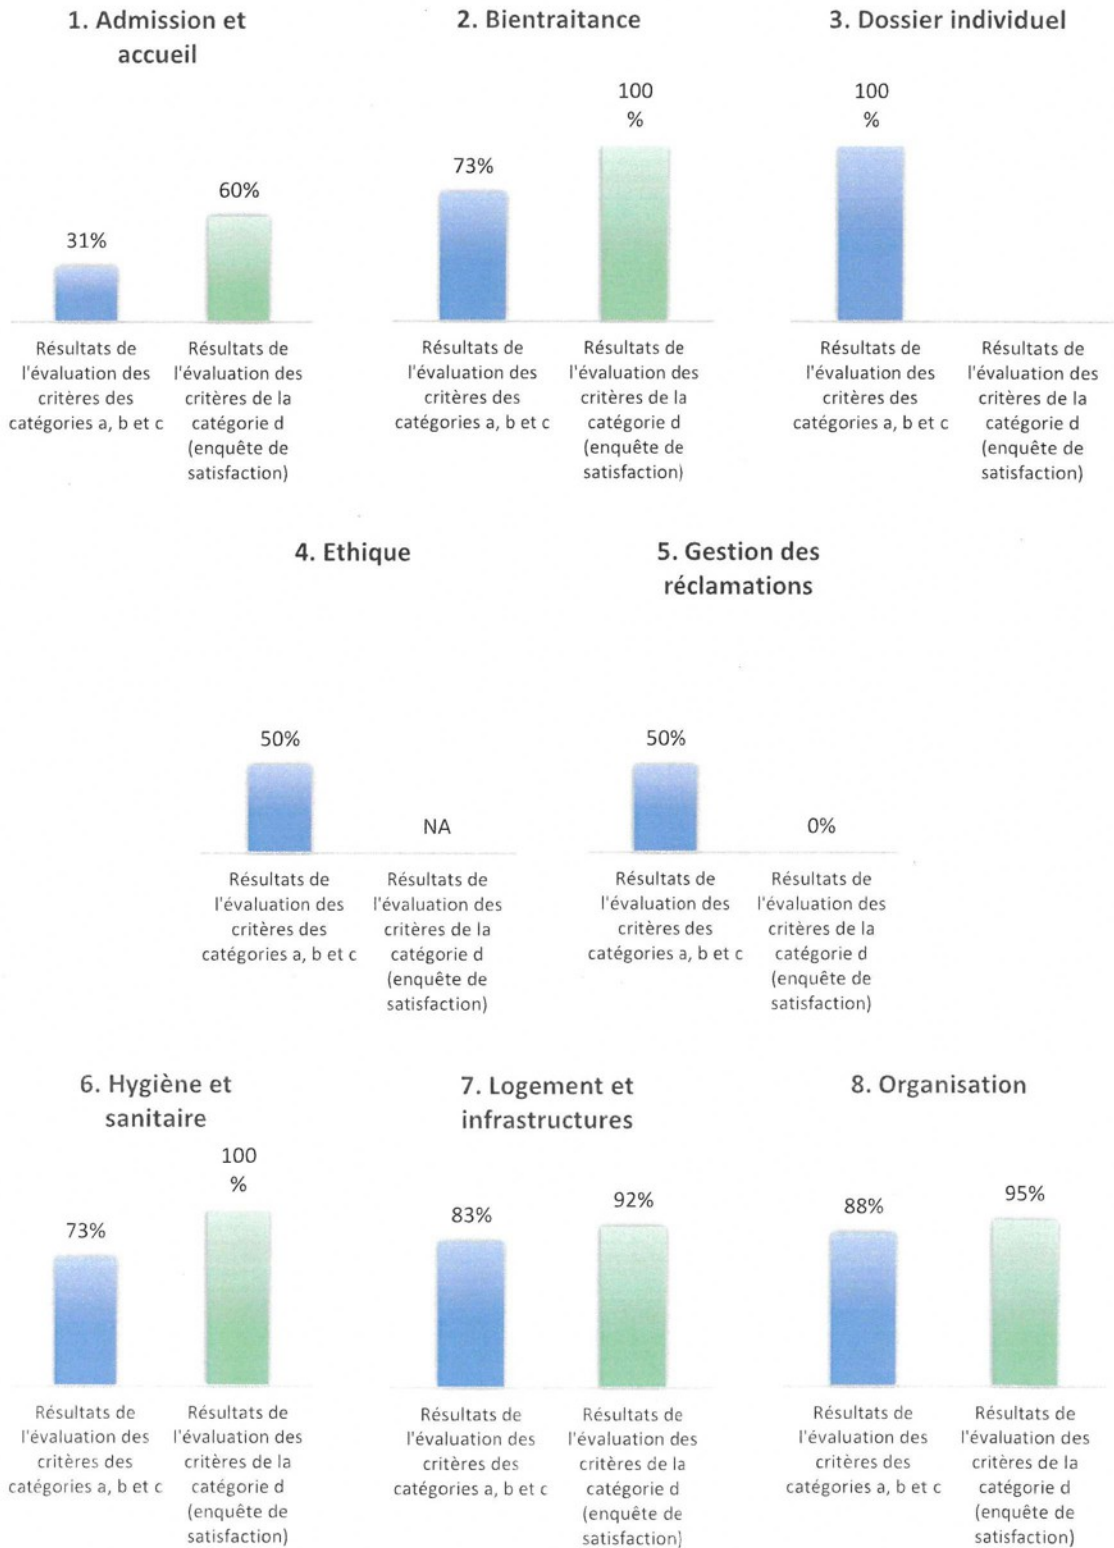 1. Admission et
accueil
31%
60%
Résultats de
l'évaluation des
critères des
catégories a, b et c
Résultats de
l'évaluation des
critères de la
catégorie d
(enquête de
satisfaction)
2. Bientraitance
73%
100
%
Résultats de
l'évaluation des
critères des
catégories a, b et c
Résultats de
l'évaluation des
critères de la
catégorie d
(enquête de
satisfaction)
3. Dossier individuel
100
%
Résultats de
l'évaluation des
critères des
catégories a, b et c
Résultats de
l'évaluation des
critères de la
catégorie d
(enquête de
satisfaction)
4. Ethique
50%
NA
Résultats de
l'évaluation des
critères des
catégories a, b et c
Résultats de
l'évaluation des
critères de la
catégorie d
(enquête de
satisfaction)
5. Gestion des
réclamations
50%
0%
Résultats de
l'évaluation des
critères des
catégories a, b et c
Résultats de
l'évaluation des
critères de la
catégorie d
(enquête de
satisfaction)
6. Hygiène et
sanitaire
73%
100
%
Résultats de
l'évaluation des
critères des
catégories a, b et c
Résultats de
l'évaluation des
critères de la
catégorie d
(enquête de
satisfaction)
7. Logement et
infrastructures
83%
92%
Résultats de
l'évaluation des
critères des
catégories a, b et c
Résultats de
l'évaluation des
critères de la
catégorie d
(enquête de
satisfaction)
8. Organisation
88%
95%
Résultats de
l'évaluation des
critères des
catégories a, b et c
Résultats de
l'évaluation des
critères de la
catégorie d
(enquête de
satisfaction)